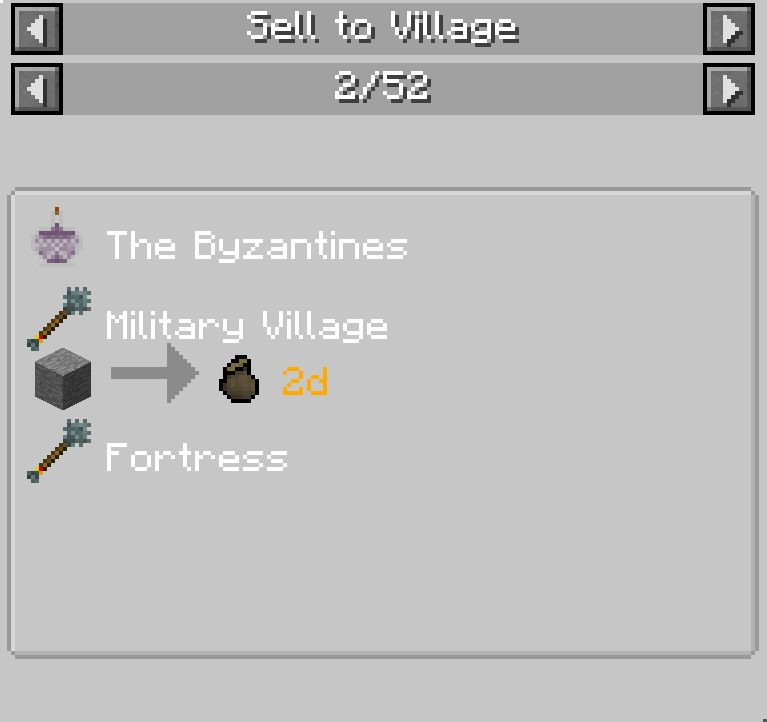 Sell to Village
2/52
The Byzantines
Military Village
2d
Fortress